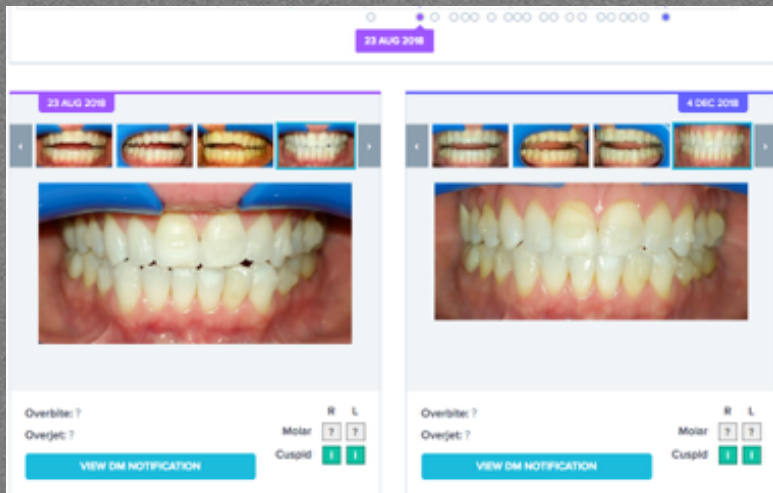 23 AUG 2018
23 AUG 2018
4 DEC 2018
Overbite: ?
R L
Overjet: ?
Molar ? ?
Cuspid I I
VIEW DM NOTIFICATION
Overbite: ?
R L
Overjet: ?
Molar ? ?
Cuspid I I
VIEW DM NOTIFICATION